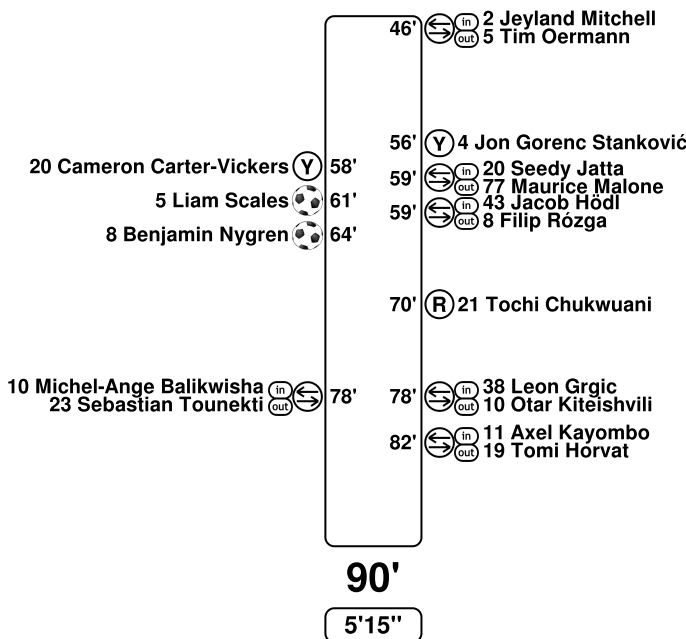 46' in 2 Jeyland Mitchell
out 5 Tim Oermann
56' Y 4 Jon Gorenc Stanković
20 Cameron Carter-Vickers Y 58'
59' in 20 Seedy Jatta
out 77 Maurice Malone
5 Liam Scales 61'
59' in 43 Jacob Hödl
out 8 Filip Rózga
8 Benjamin Nygren 64'
70' R 21 Tochi Chukwuani
10 Michel-Ange Balikwisha in
23 Sebastian Tounekti out 78'
78' in 38 Leon Grgic
out 10 Otar Kiteishvili
82' in 11 Axel Kayombo
out 19 Tomi Horvat
90'
5'15"